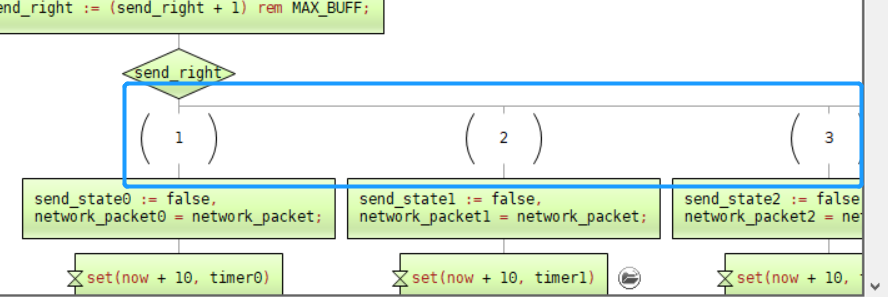 end_right := (send_right + 1) rem MAX_BUFF;
send_right
1
2
3
send_state0 := false,
network_packet0 = network_packet;
send_state1 := false,
network_packet1 = network_packet;
send_state2 := false
network_packet2 = net
set(now + 10, timer0)
set(now + 10, timer1)
set(now + 10,